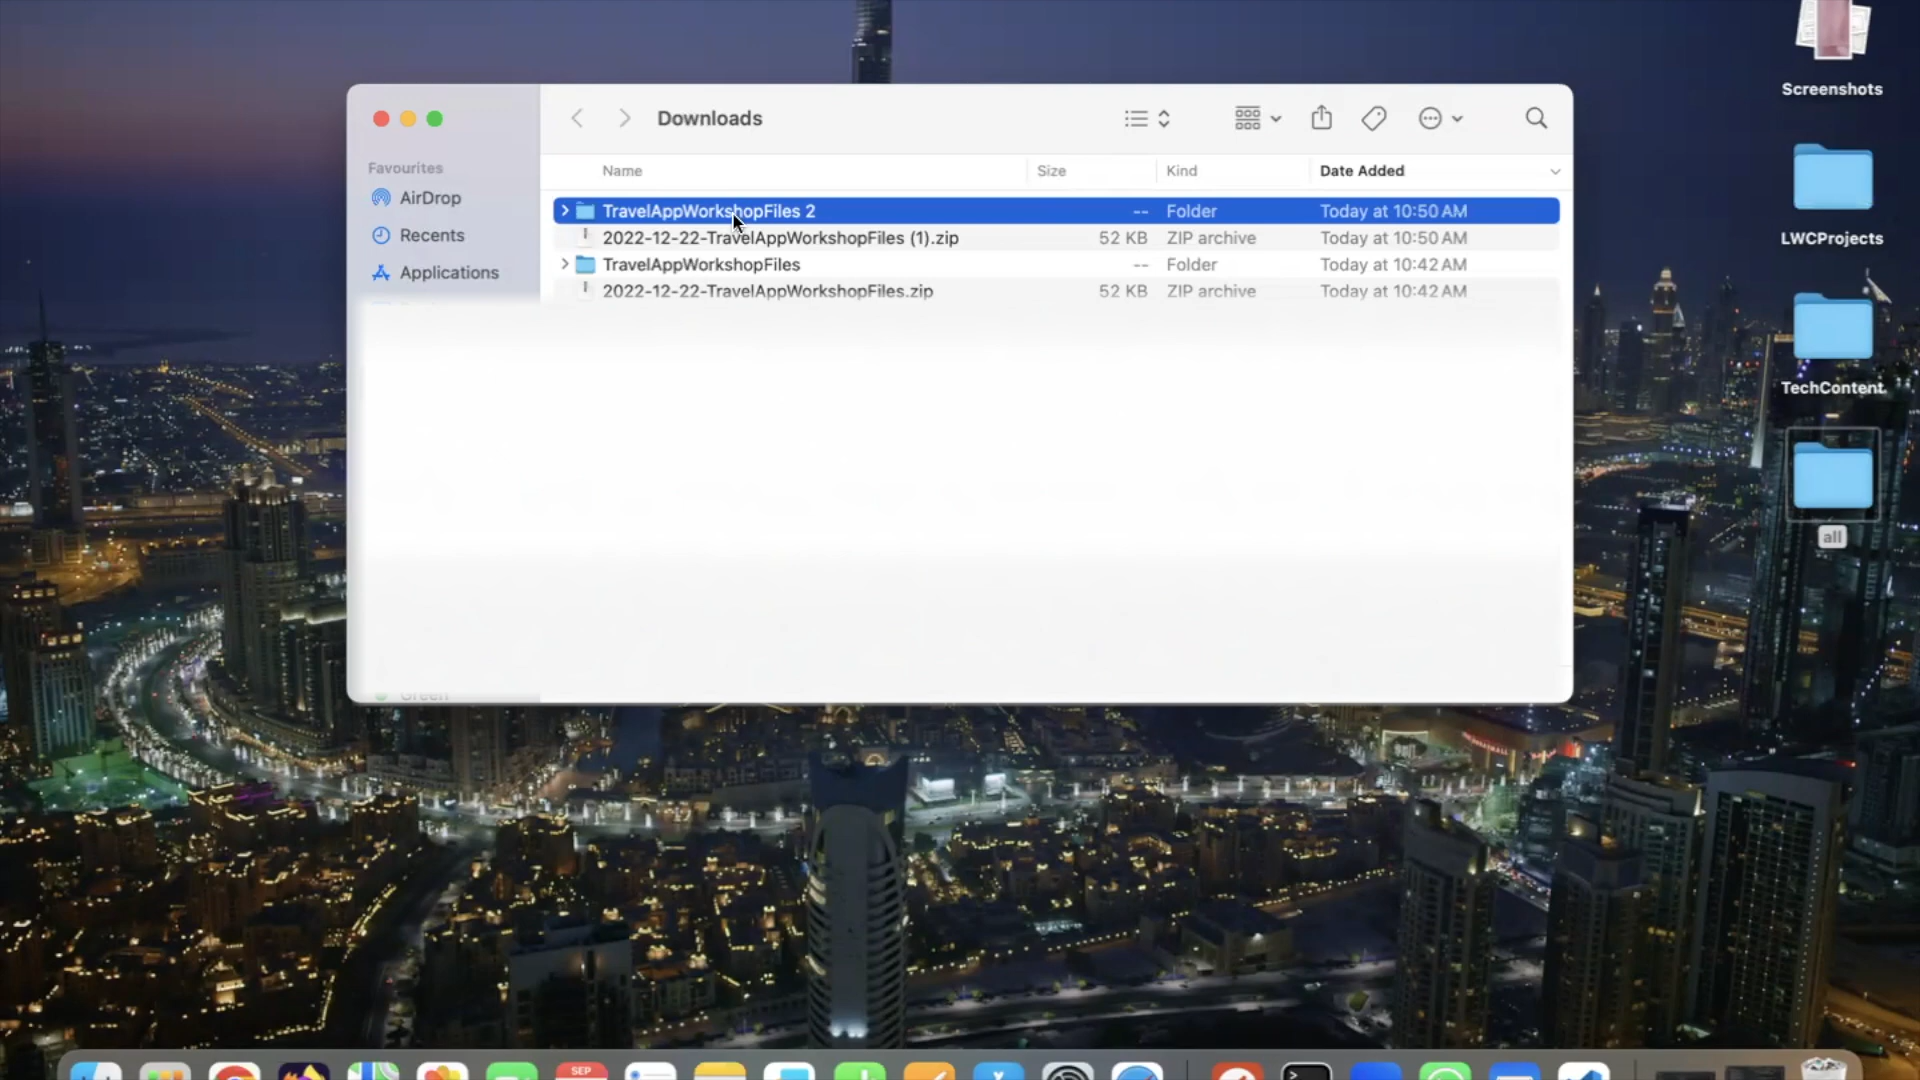 Screenshots
Downloads
Favourites
AirDrop
Recents
Applications
Name Size Kind Date Added
TravelAppWorkshopFiles 2 -- Folder Today at 10:50 AM
2022-12-22-TravelAppWorkshopFiles (1).zip 52 KB ZIP archive Today at 10:50 AM
TravelAppWorkshopFiles -- Folder Today at 10:42 AM
2022-12-22-TravelAppWorkshopFiles.zip 52 KB ZIP archive Today at 10:42 AM
LWCProjects
TechContent
all
Green
SEP